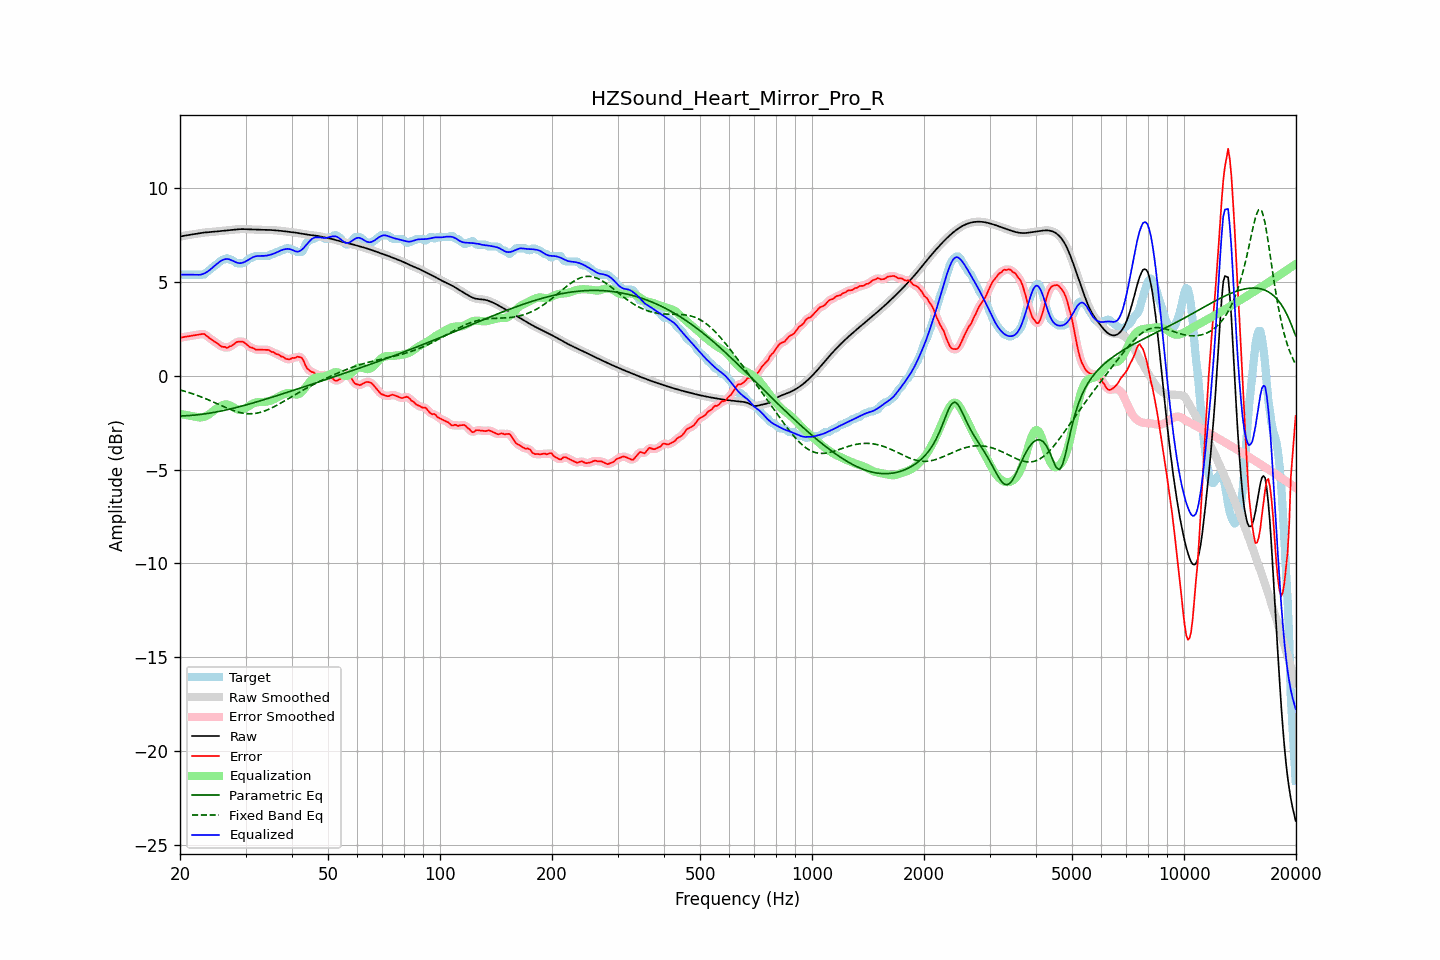 HZSound_Heart_Mirror_Pro_R
Amplitude (dBr)
10
5
0
−5
−10
−15
−20
−25
Target
Raw Smoothed
Error Smoothed
Raw
Error
Equalization
Parametric Eq
Fixed Band Eq
Equalized
20 50 100 200 500 1000 2000 5000 10000 20000
Frequency (Hz)